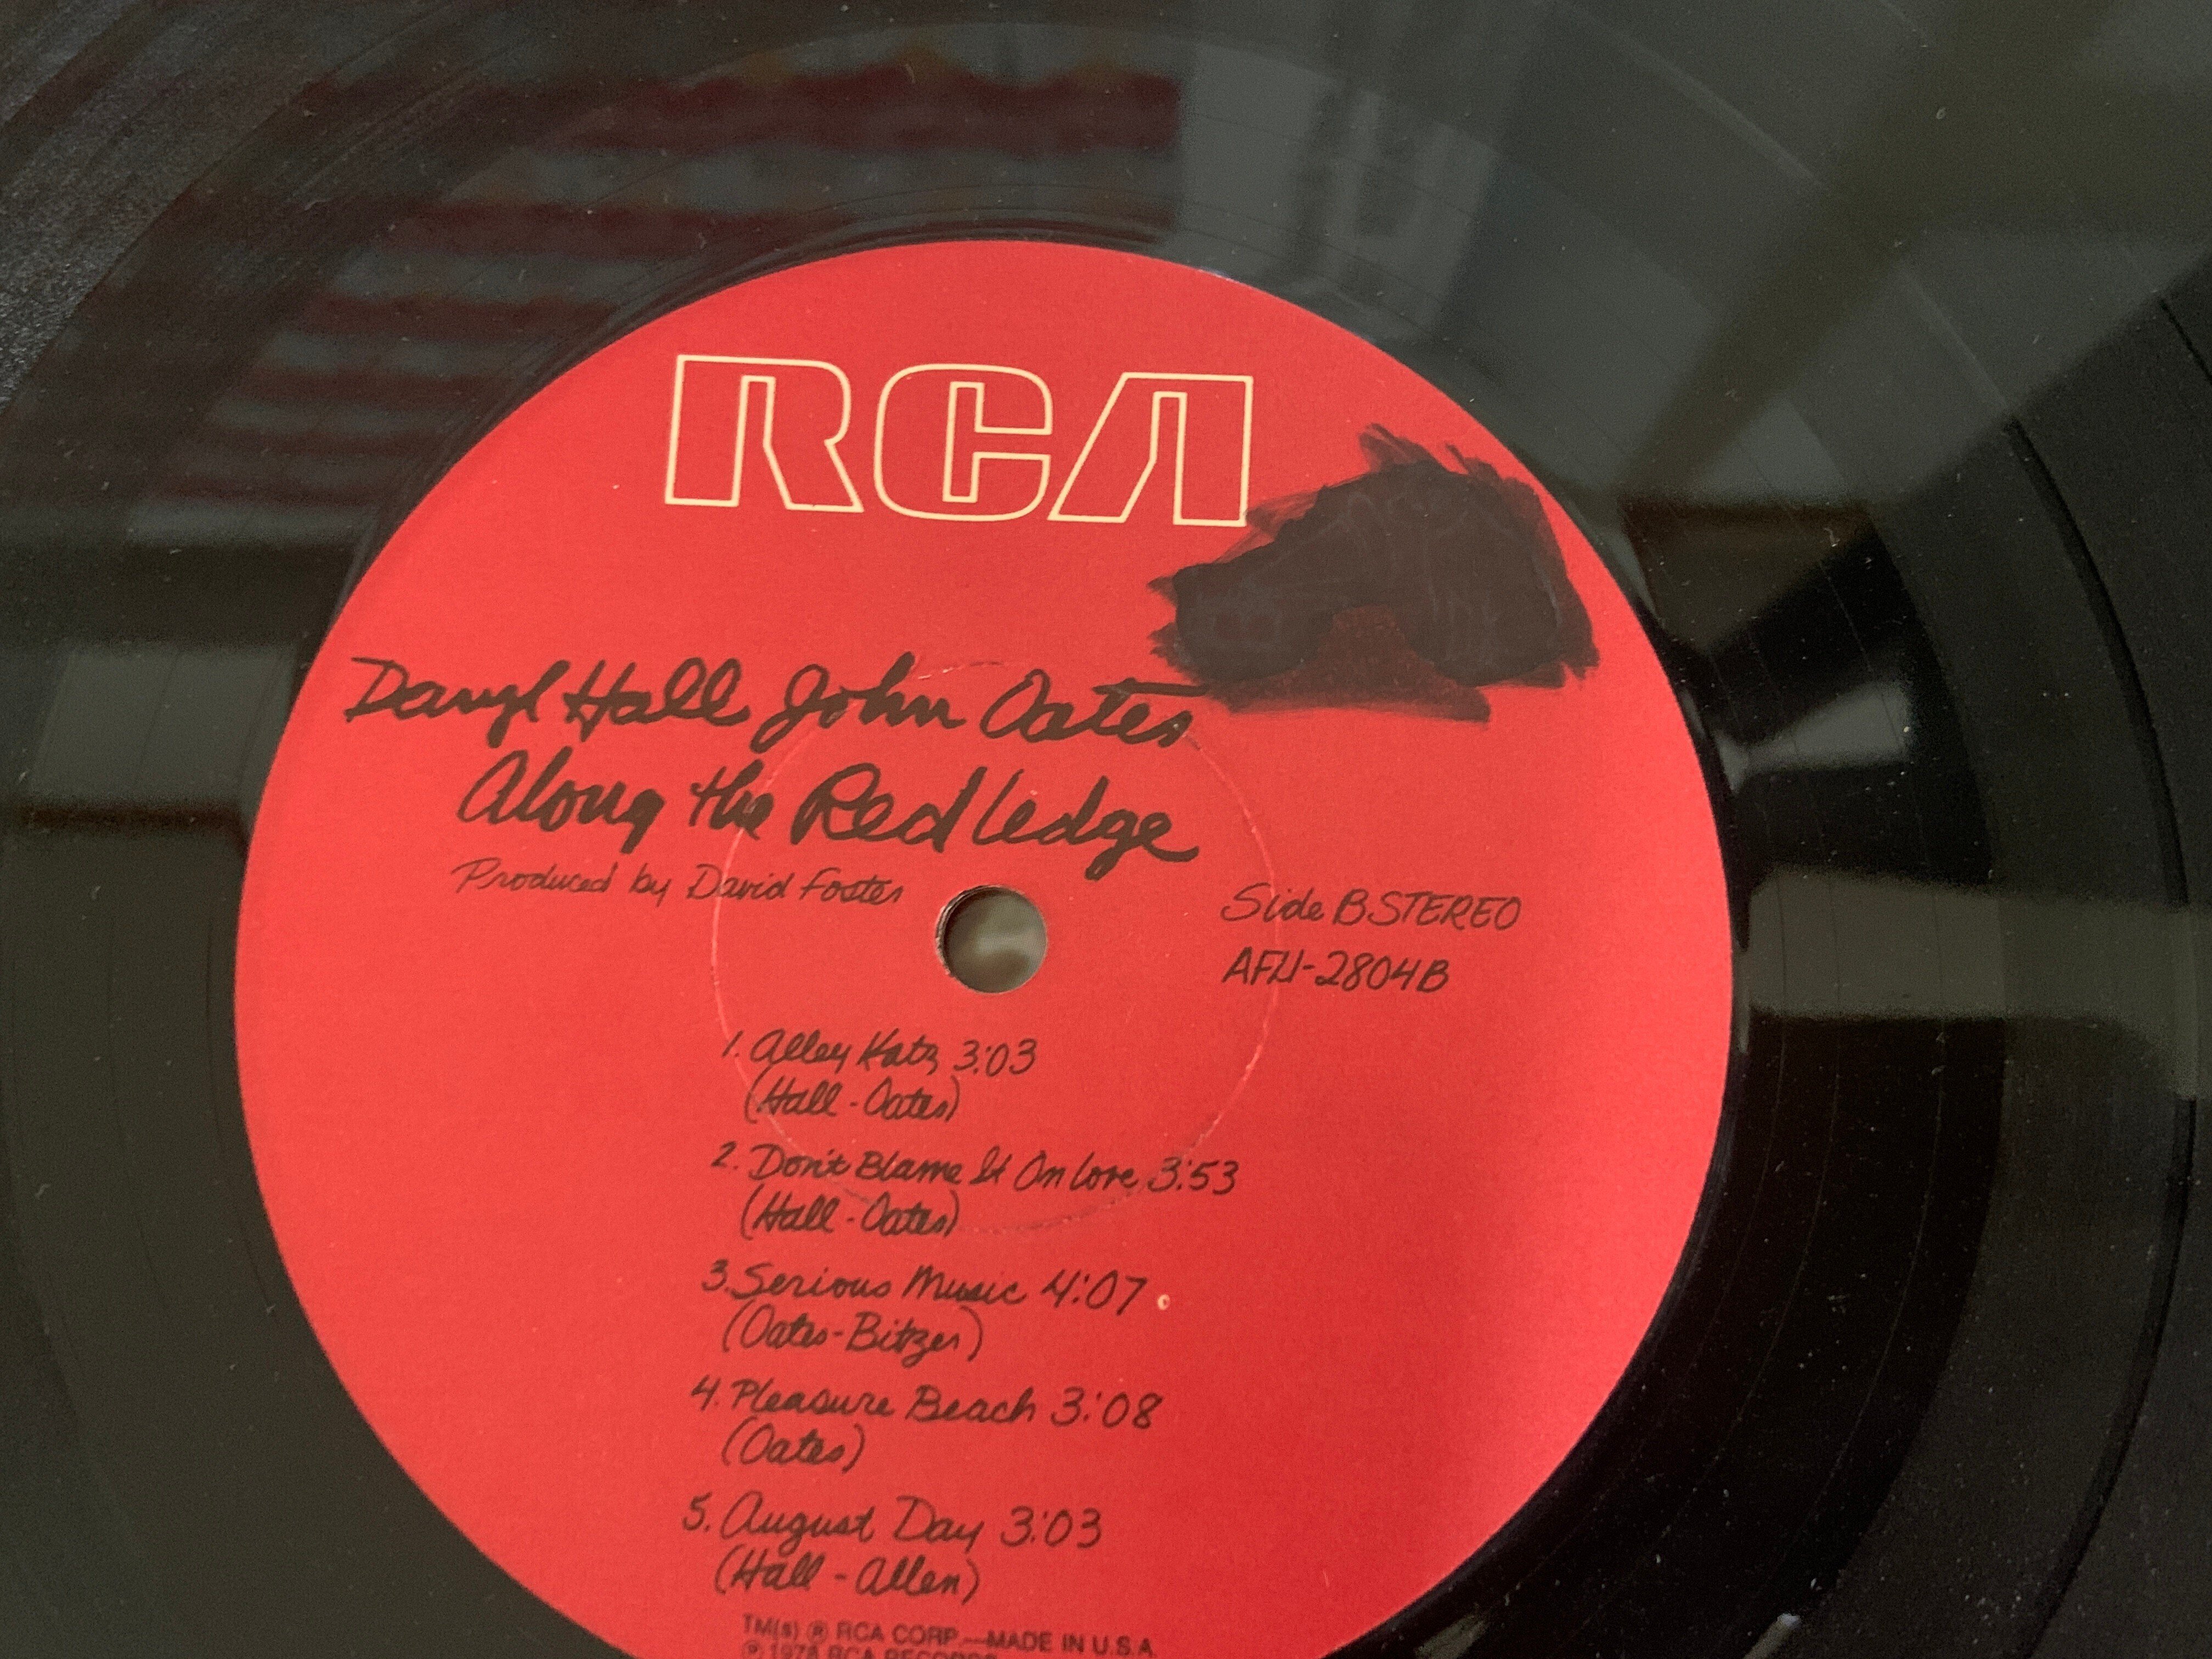 RCA
Daryl Hall John Oates
Along the Red Ledge
Produced by David Foster
Side B STEREO
AFL1-2804B
1. Alley Katz 3:03
(Hall - Oates)
2. Don't Blame It On Love 3:53
(Hall - Oates)
3. Serious Music 4:07
(Oates-Bitzer)
4. Pleasure Beach 3:08
(Oates)
5. August Day 3:03
(Hall - Allen)
TM(s) ® RCA CORP.—MADE IN U.S.A.
℗ 1978 RCA RECORDS